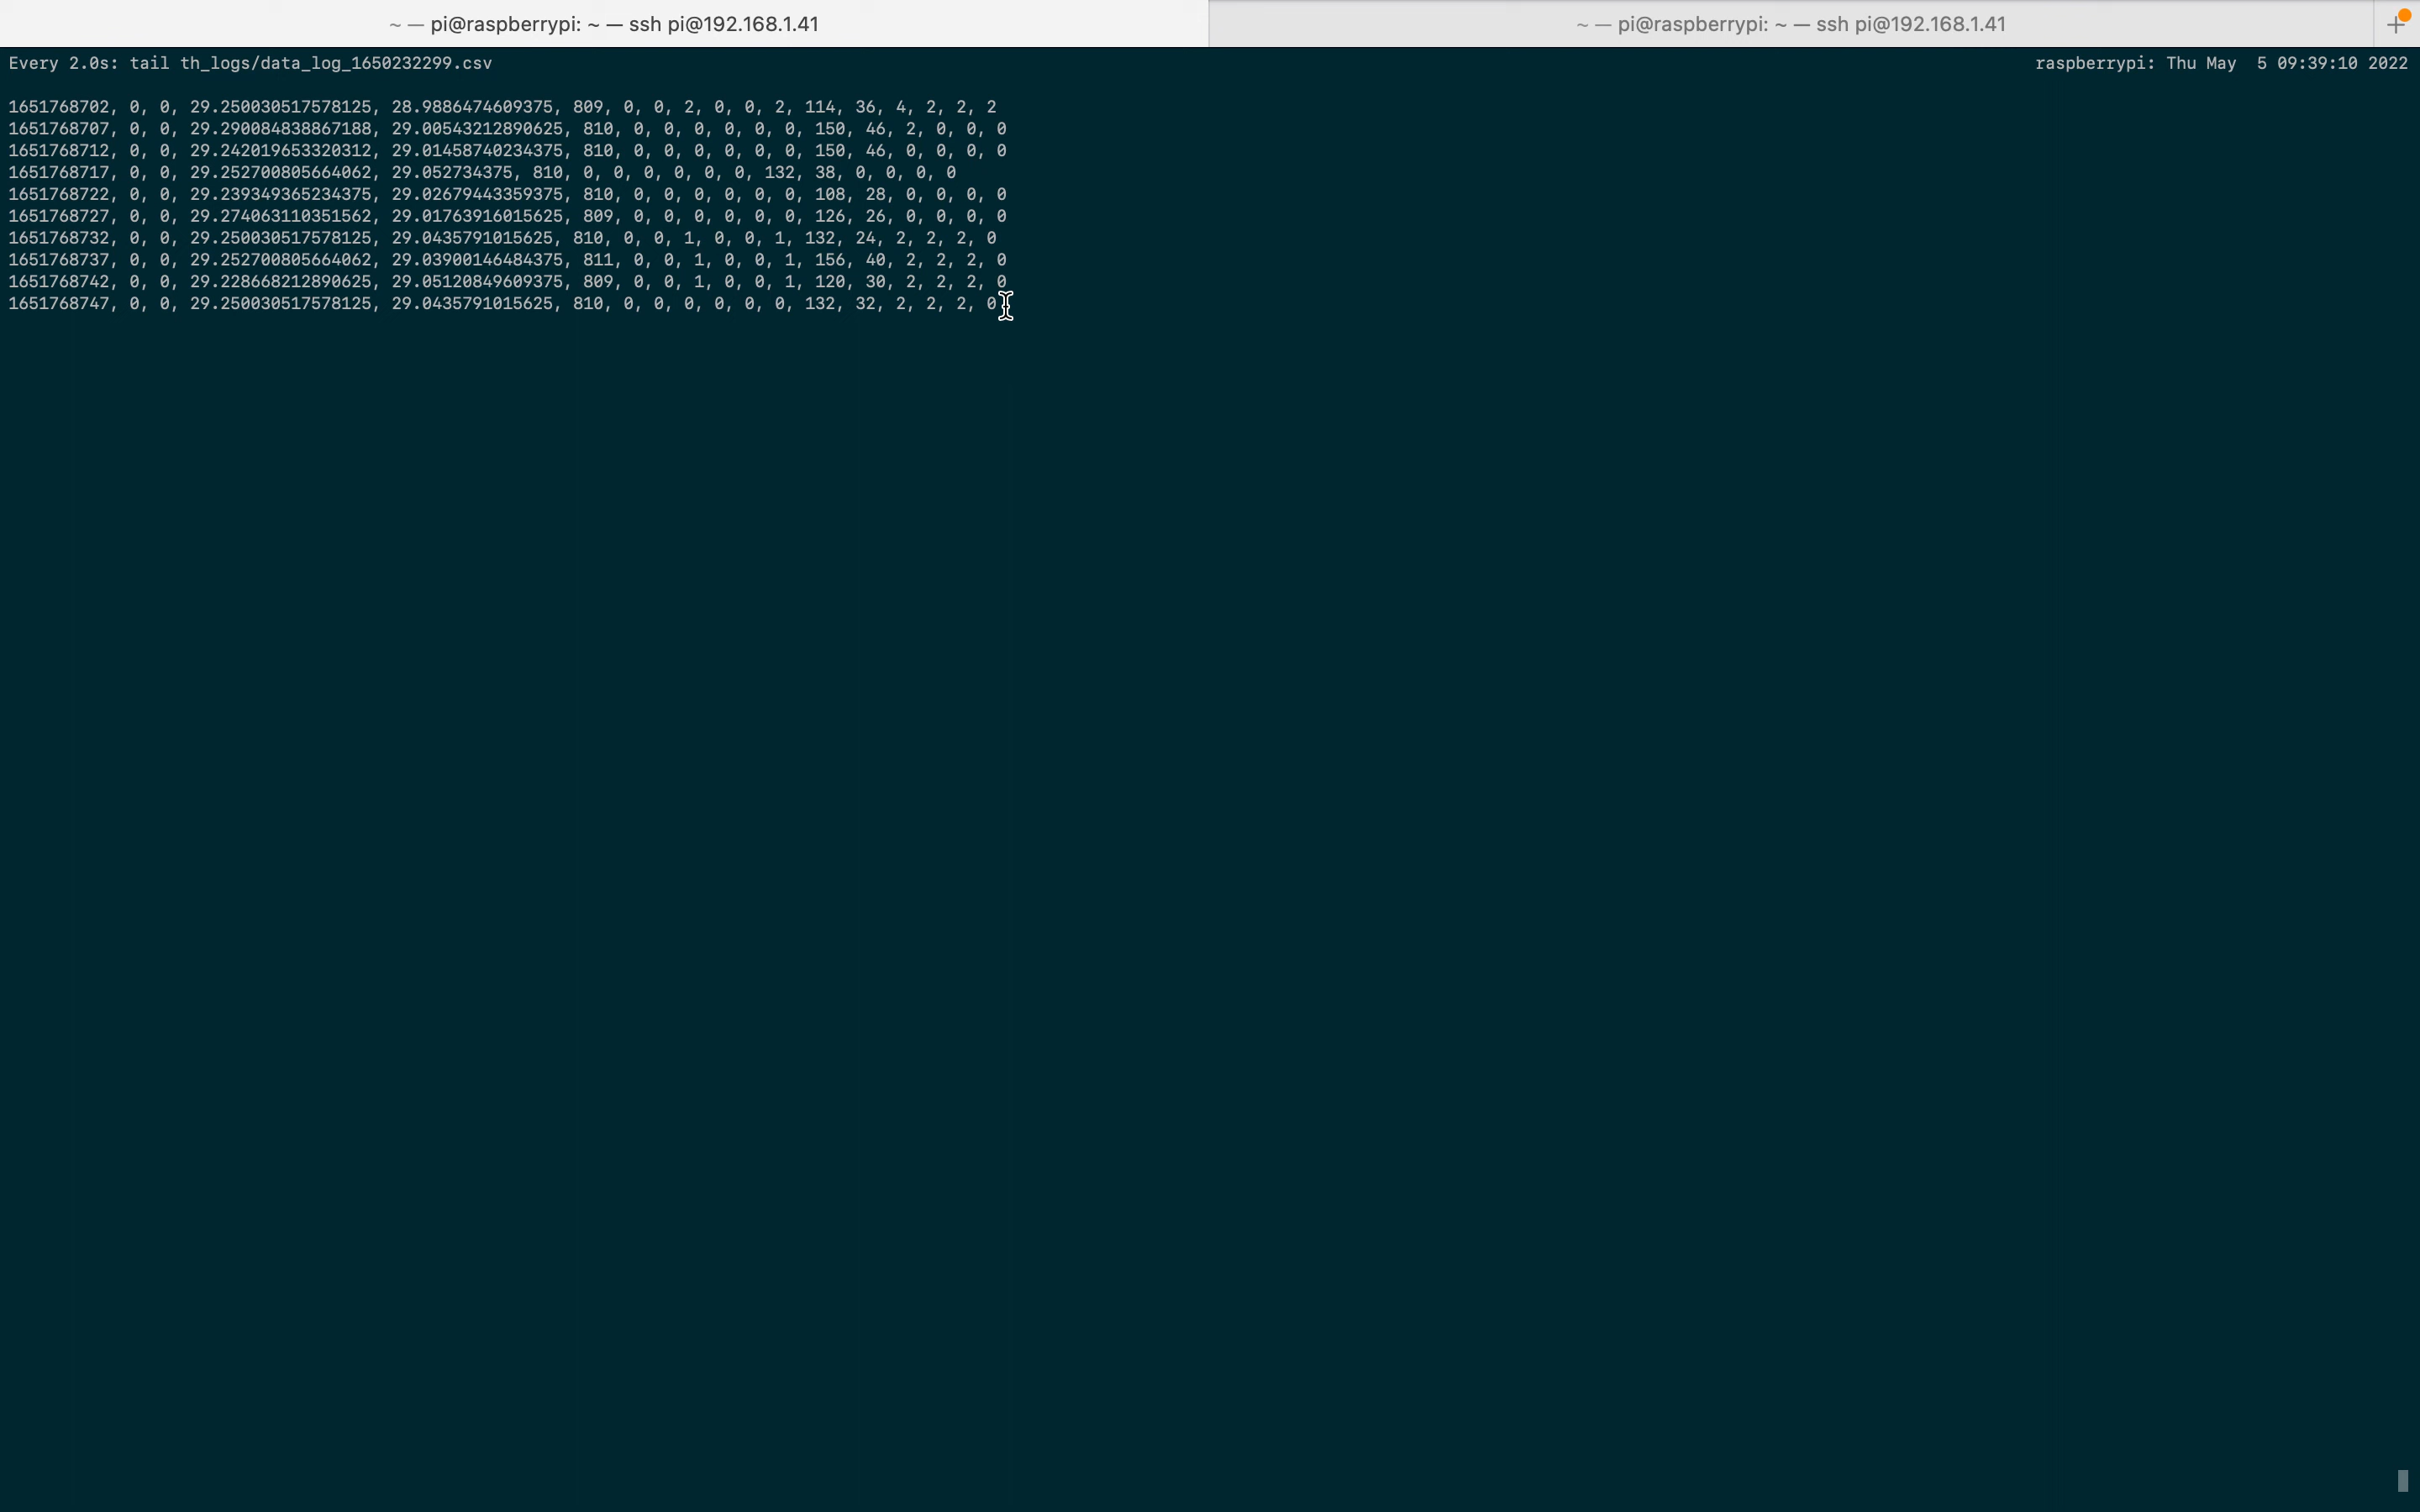 ~ — pi@raspberrypi: ~ — ssh pi@192.168.1.41
~ — pi@raspberrypi: ~ — ssh pi@192.168.1.41
Every 2.0s: tail th_logs/data_log_1650232299.csv raspberrypi: Thu May  5 09:39:10 2022
1651768702, 0, 0, 29.250030517578125, 28.9886474609375, 809, 0, 0, 2, 0, 0, 2, 114, 36, 4, 2, 2, 2
1651768707, 0, 0, 29.290084838867188, 29.00543212890625, 810, 0, 0, 0, 0, 0, 0, 150, 46, 2, 0, 0, 0
1651768712, 0, 0, 29.242019653320312, 29.01458740234375, 810, 0, 0, 0, 0, 0, 0, 150, 46, 0, 0, 0, 0
1651768717, 0, 0, 29.252700805664062, 29.052734375, 810, 0, 0, 0, 0, 0, 0, 132, 38, 0, 0, 0, 0
1651768722, 0, 0, 29.239349365234375, 29.02679443359375, 810, 0, 0, 0, 0, 0, 0, 108, 28, 0, 0, 0, 0
1651768727, 0, 0, 29.274063110351562, 29.01763916015625, 809, 0, 0, 0, 0, 0, 0, 126, 26, 0, 0, 0, 0
1651768732, 0, 0, 29.250030517578125, 29.0435791015625, 810, 0, 0, 1, 0, 0, 1, 132, 24, 2, 2, 2, 0
1651768737, 0, 0, 29.252700805664062, 29.03900146484375, 811, 0, 0, 1, 0, 0, 1, 156, 40, 2, 2, 2, 0
1651768742, 0, 0, 29.228668212890625, 29.05120849609375, 809, 0, 0, 1, 0, 0, 1, 120, 30, 2, 2, 2, 0
1651768747, 0, 0, 29.250030517578125, 29.0435791015625, 810, 0, 0, 0, 0, 0, 0, 132, 32, 2, 2, 2, 0